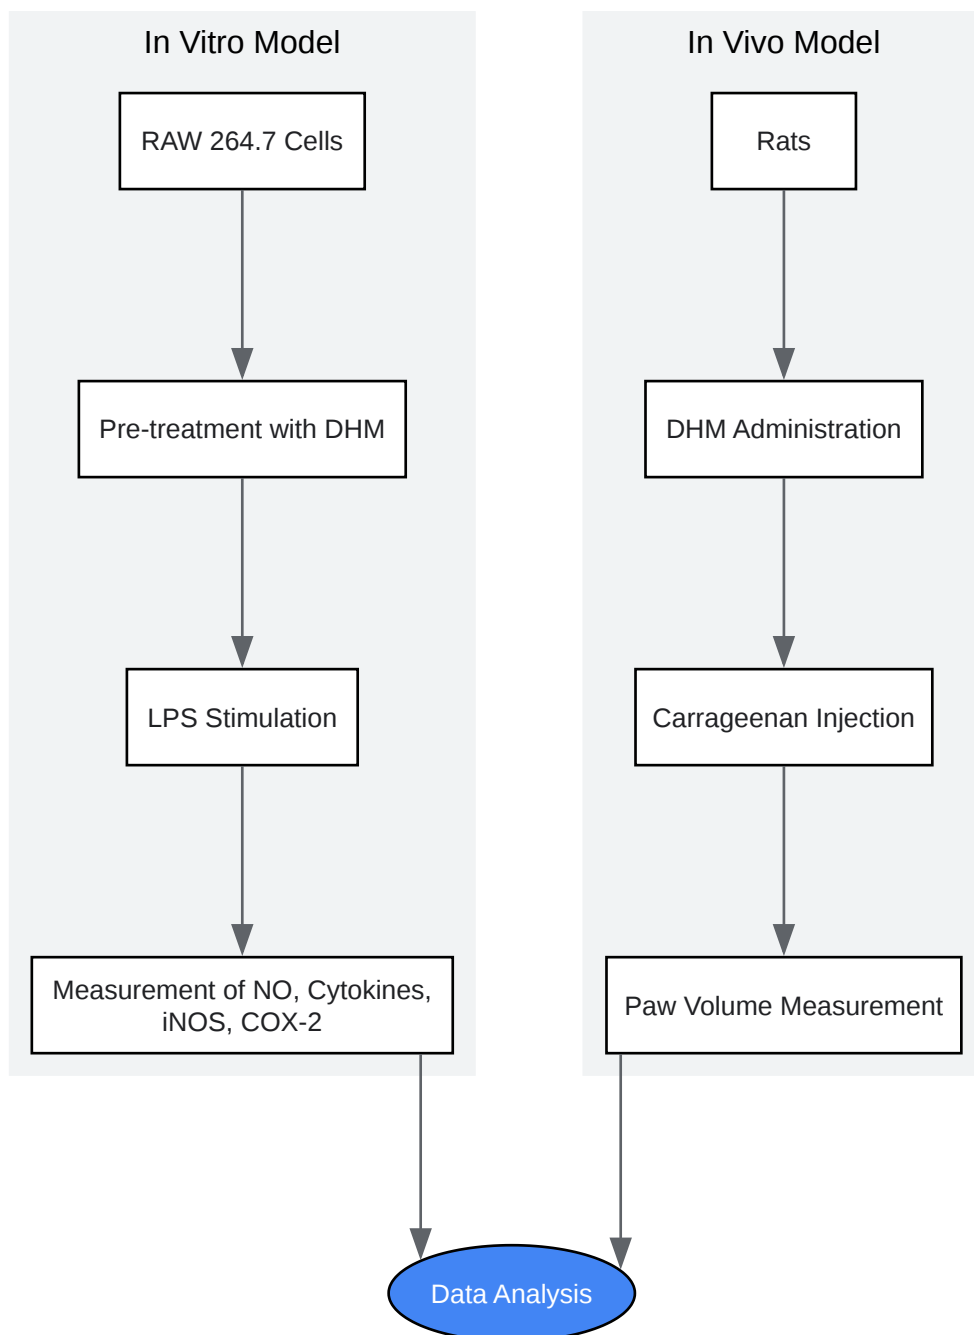 In Vitro Model
RAW 264.7 Cells
Pre-treatment with DHM
LPS Stimulation
Measurement of NO, Cytokines,
iNOS, COX-2
In Vivo Model
Rats
DHM Administration
Carrageenan Injection
Paw Volume Measurement
Data Analysis